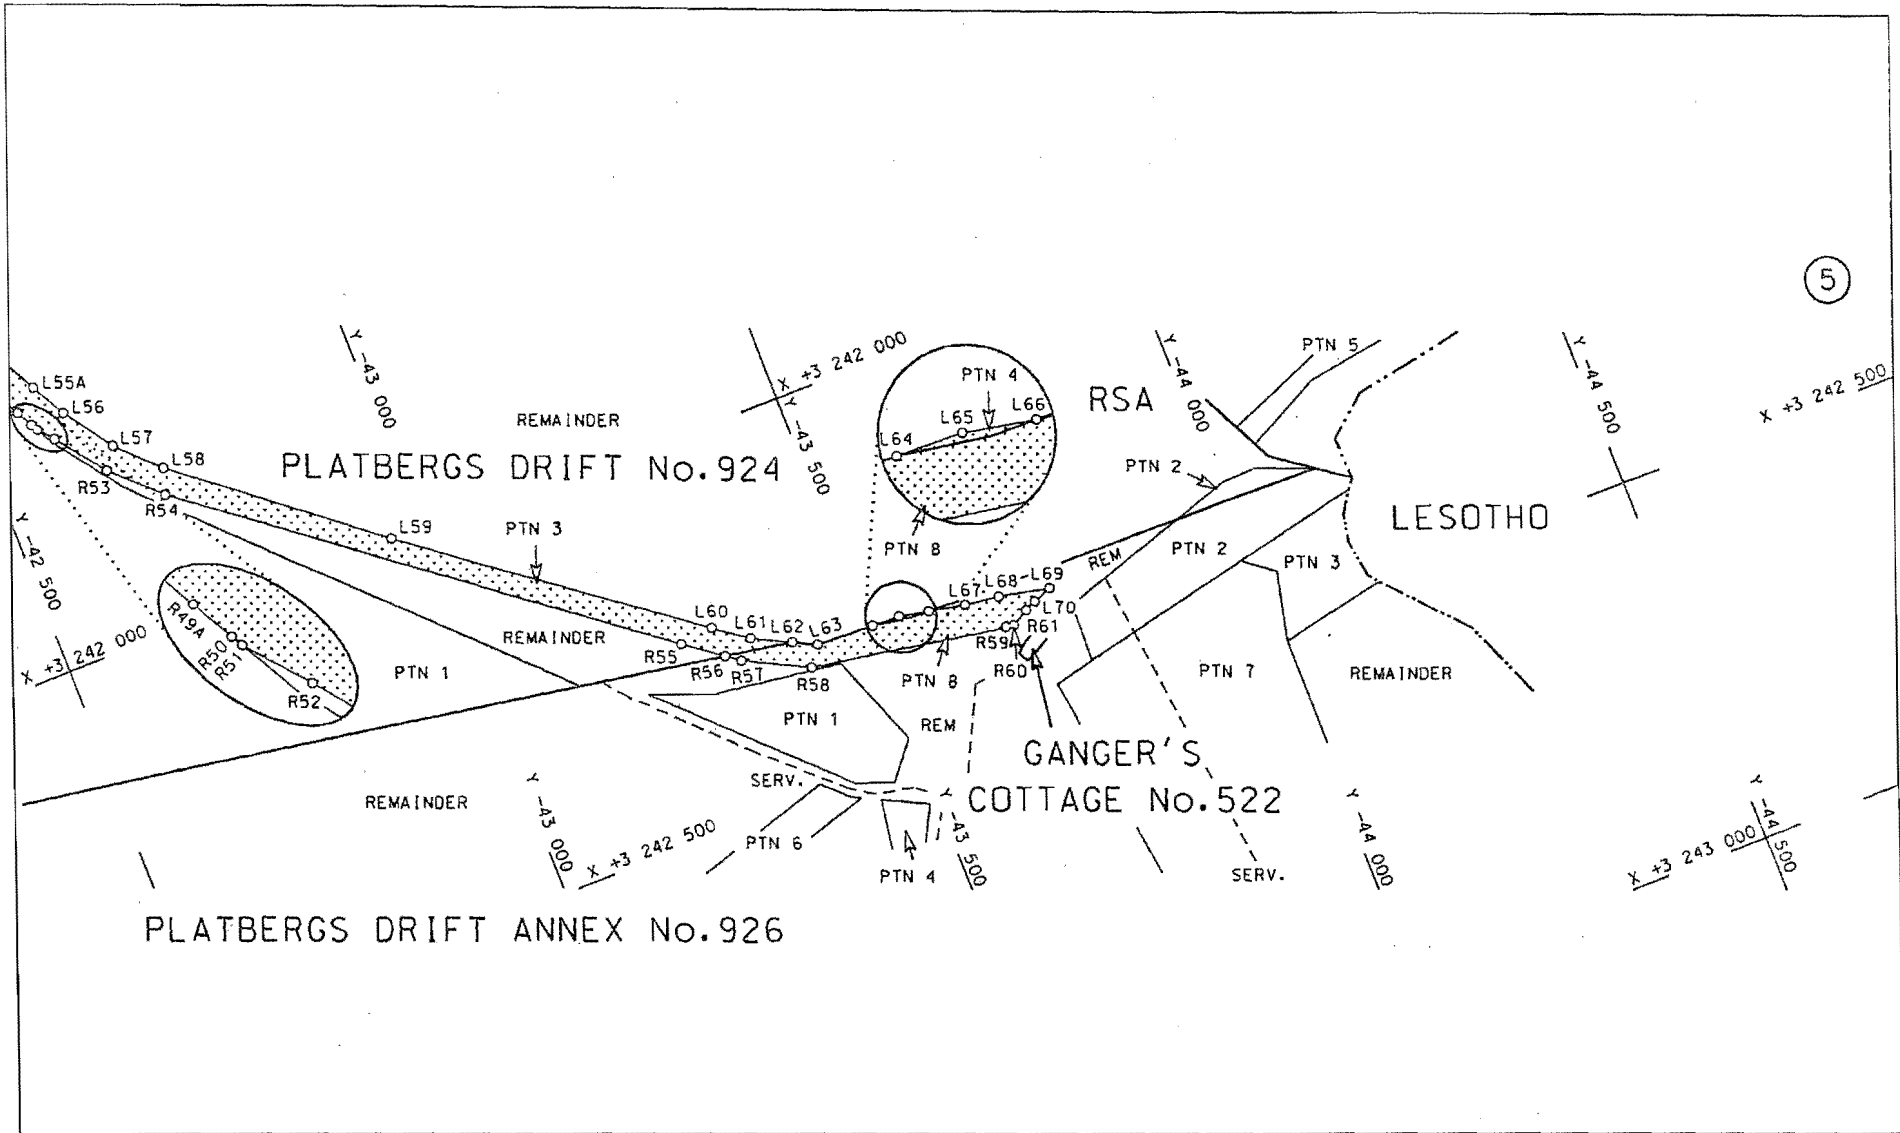 5
Y -43 000
X +3 242 000
Y -43 500
PTN 4
L65
L66
L64
PTN 8
RSA
Y -44 000
PTN 5
Y -44 500
X +3 242 500
L55A
L56
L57
L58
R53
R54
REMAINDER
PLATBERGS DRIFT No.924
L59
PTN 3
PTN 2
LESOTHO
Y -42 500
X +3 242 000
R49A
R50
R51
R52
PTN 1
REMAINDER
L60
L61
L62
L63
R55
R56
R57
R58
L67
L68
L69
L70
R59
R60
R61
REM
PTN 2
PTN 3
PTN 8
PTN 1
REM
PTN 7
REMAINDER
GANGER'S
COTTAGE No.522
SERV.
REMAINDER
Y -43 000
X +3 242 500
PTN 6
PTN 4
Y -43 500
SERV.
Y -44 000
X +3 243 000
Y -44 500
PLATBERGS DRIFT ANNEX No.926